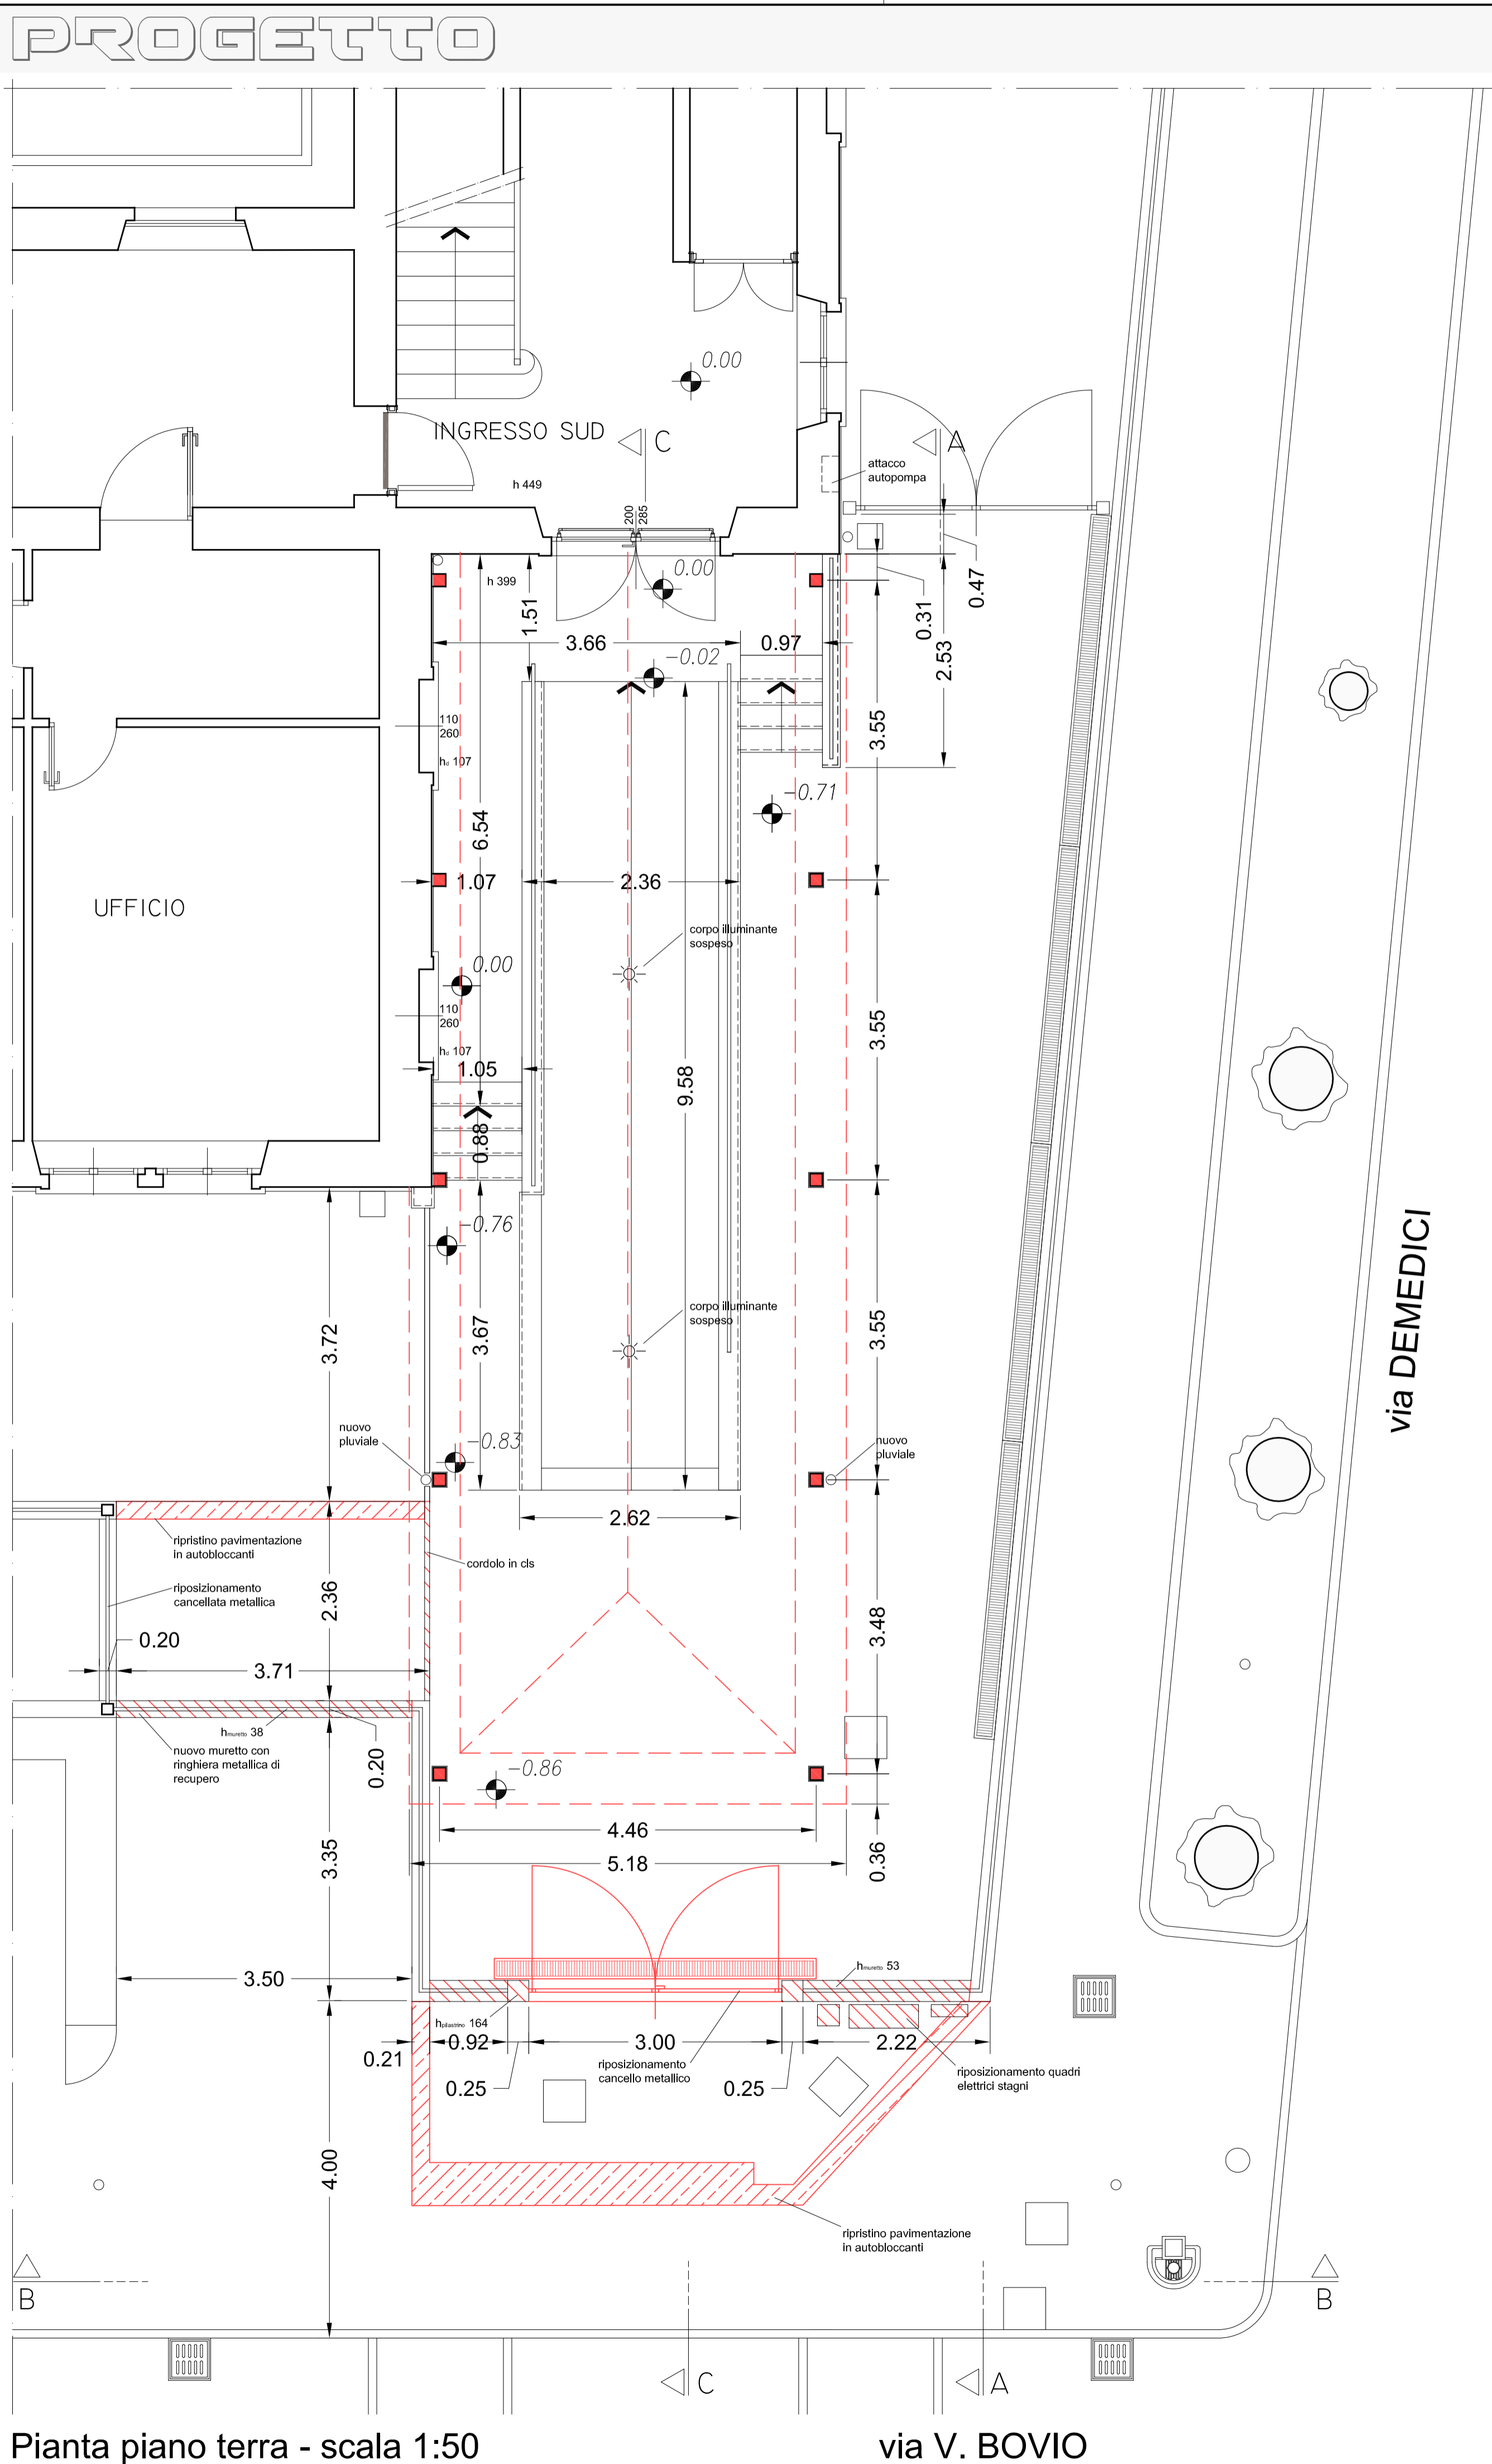 PROGETTO
0.00
INGRESSO SUD
C
A
attacco
autopompa
h 449
200
285
0.00
h 399
1.51
0.31
0.47
3.66
0.97
2.53
-0.02
110
260
hd 107
3.55
-0.71
6.54
1.07
2.36
UFFICIO
corpo illuminante
sospeso
0.00
110
260
hd 107
3.55
1.05
9.58
0.88
-0.76
via DEMEDICI
corpo illuminante
sospeso
3.72
3.67
3.55
nuovo
pluviale
-0.83
nuovo
pluviale
2.62
ripristino pavimentazione
in autobloccanti
cordolo in cls
riposizionamento
cancellata metallica
2.36
3.48
0.20
3.71
hmuretto 38
nuovo muretto con
ringhiera metallica di
recupero
0.20
-0.86
4.46
5.18
0.36
3.35
3.50
hmuretto 53
hpilastrino 164
0.92
3.00
2.22
0.21
0.25
riposizionamento
cancello metallico
0.25
riposizionamento quadri
elettrici stagni
4.00
ripristino pavimentazione
in autobloccanti
B
B
C
A
Pianta piano terra - scala 1:50
via V. BOVIO